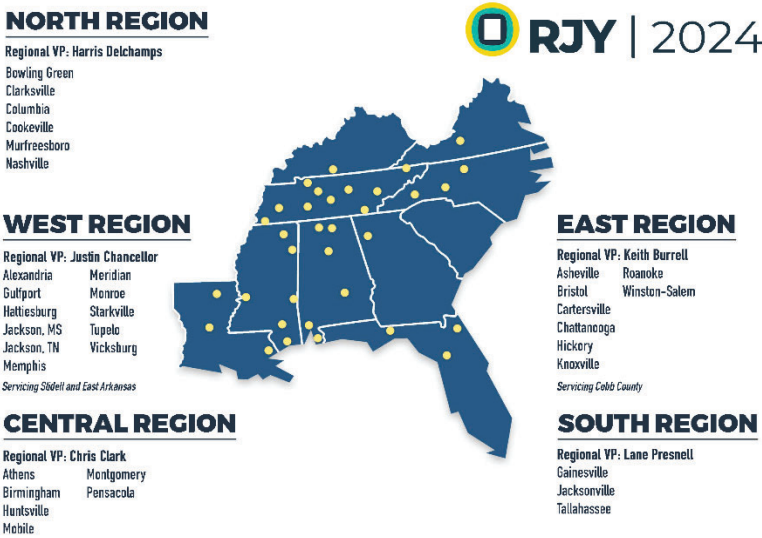 NORTH REGION
Regional VP: Harris Delchamps
Bowling Green
Clarksville
Columbia
Cookeville
Murfreesboro
Nashville
RJY | 2024
WEST REGION
Regional VP: Justin Chancellor
Alexandria Meridian
Gulfport Monroe
Hattiesburg Starkville
Jackson, MS Tupelo
Jackson, TN Vicksburg
Memphis
Servicing Slidell and East Arkansas
EAST REGION
Regional VP: Keith Burrell
Asheville Roanoke
Bristol Winston-Salem
Cartersville
Chattanooga
Hickory
Knoxville
Servicing Cobb County
CENTRAL REGION
Regional VP: Chris Clark
Athens Montgomery
Birmingham Pensacola
Huntsville
Mobile
SOUTH REGION
Regional VP: Lane Presnell
Gainesville
Jacksonville
Tallahassee